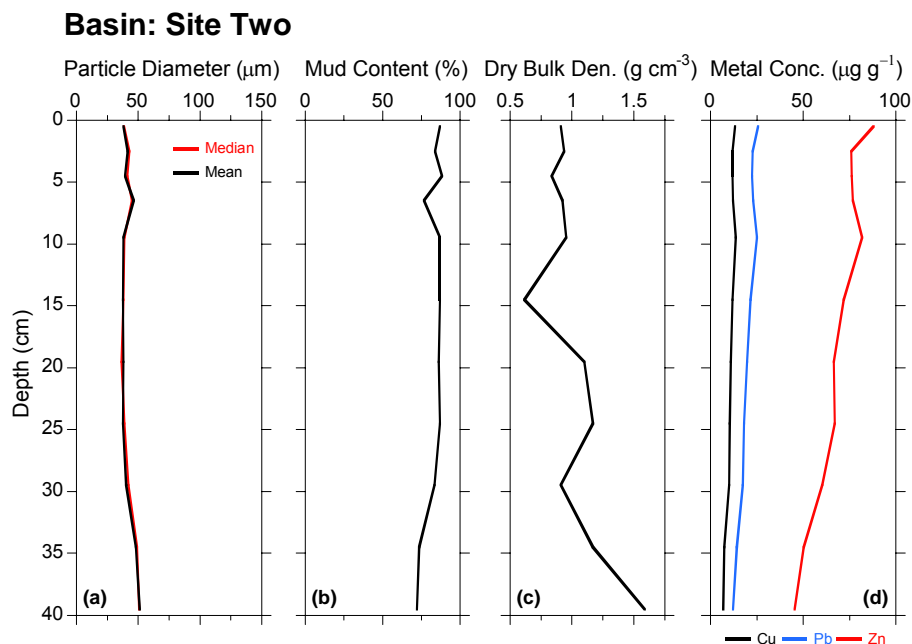 Basin: Site Two
Particle Diameter (μm) Mud Content (%) Dry Bulk Den. (g cm⁻³) Metal Conc. (μg g⁻¹)
0 50 100 150 0 50 100 0.5 1 1.5 0 50 100
0
Median
Mean
5
10
15
20
25
30
35
40
Depth (cm)
(a) (b) (c) (d)
Cu Pb Zn